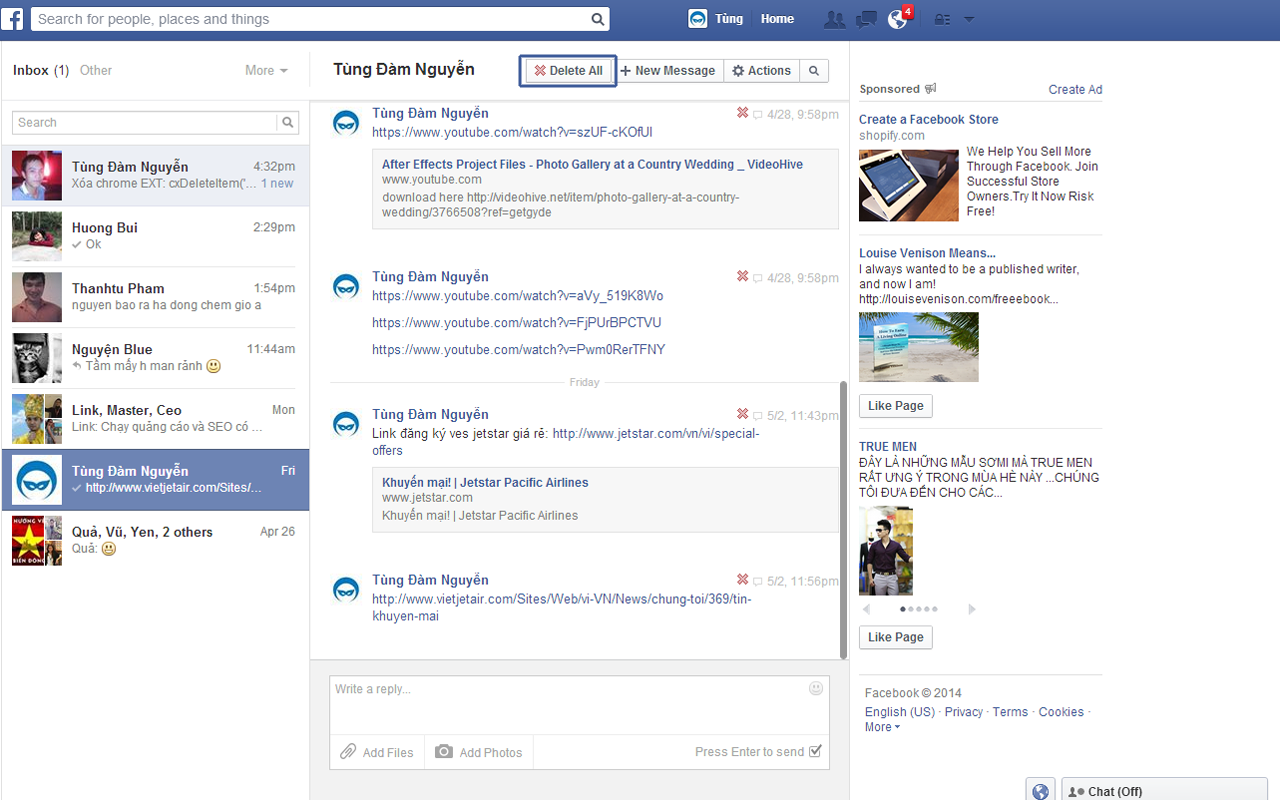 f
Search for people, places and things
Tùng
Home
4
Inbox (1)
Other
More
Search
Tùng Đàm Nguyễn
4:32pm
Xóa chrome EXT: cxDeleteItem('...
1 new
Huong Bui
2:29pm
Ok
Thanhtu Pham
1:54pm
nguyen bao ra ha dong chem gio a
Nguyện Blue
11:44am
Tầm mấy h man rảnh
Link, Master, Ceo
Mon
Link: Chạy quảng cáo và SEO có ...
Tùng Đàm Nguyễn
Fri
http://www.vietjetair.com/Sites/...
HƯỚNG VỀ
BIỂN ĐÔNG
Quả, Vũ, Yen, 2 others
Apr 26
Quả:
Tùng Đàm Nguyễn
Delete All
New Message
Actions
Tùng Đàm Nguyễn
4/28, 9:58pm
https://www.youtube.com/watch?v=szUF-cKOfUI
After Effects Project Files - Photo Gallery at a Country Wedding _ VideoHive
www.youtube.com
download here http://videohive.net/item/photo-gallery-at-a-country-
wedding/3766508?ref=getgyde
Tùng Đàm Nguyễn
4/28, 9:58pm
https://www.youtube.com/watch?v=aVy_519K8Wo
https://www.youtube.com/watch?v=FjPUrBPCTVU
https://www.youtube.com/watch?v=Pwm0RerTFNY
Friday
Tùng Đàm Nguyễn
5/2, 11:43pm
Link đăng ký ves jetstar giá rẻ: http://www.jetstar.com/vn/vi/special-
offers
Khuyến mại! | Jetstar Pacific Airlines
www.jetstar.com
Khuyến mại! | Jetstar Pacific Airlines
Tùng Đàm Nguyễn
5/2, 11:56pm
http://www.vietjetair.com/Sites/Web/vi-VN/News/chung-toi/369/tin-
khuyen-mai
Write a reply...
Add Files
Add Photos
Press Enter to send
Sponsored
Create Ad
Create a Facebook Store
shopify.com
We Help You Sell More
Through Facebook. Join
Successful Store
Owners.Try It Now Risk
Free!
Louise Venison Means...
I always wanted to be a published writer,
and now I am!
http://louisevenison.com/freeebook...
How To Earn
A Living Online
Like Page
TRUE MEN
ĐÂY LÀ NHỮNG MẪU SƠMI MÀ TRUE MEN
RẤT ƯNG Ý TRONG MÙA HÈ NÀY ...CHÚNG
TÔI ĐƯA ĐẾN CHO CÁC...
Like Page
Facebook © 2014
English (US) · Privacy · Terms · Cookies ·
More
Chat (Off)